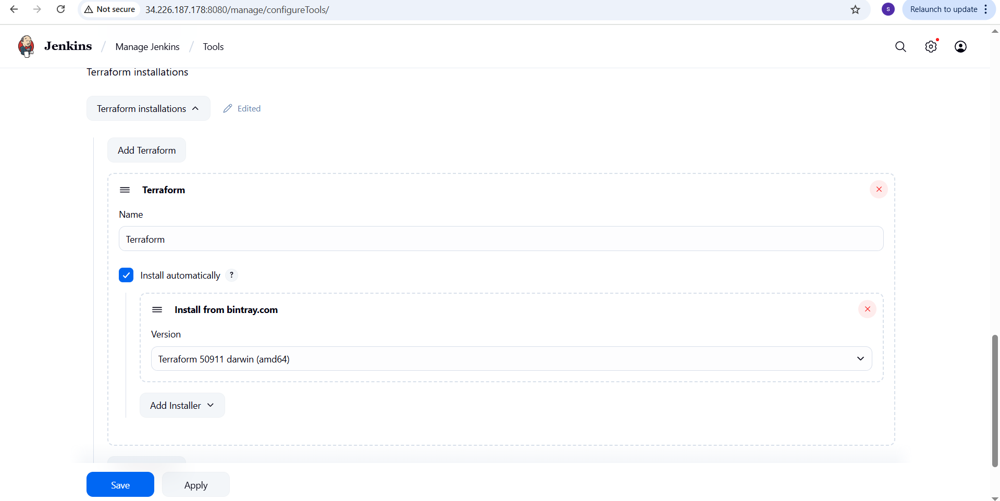 Not secure 34.226.187.178:8080/manage/configureTools/ S Relaunch to update
Jenkins / Manage Jenkins / Tools
Terraform installations
Terraform installations Edited
Add Terraform
Terraform
Name
Terraform
Install automatically ?
Install from bintray.com
Version
Terraform 50911 darwin (amd64)
Add Installer
Save Apply